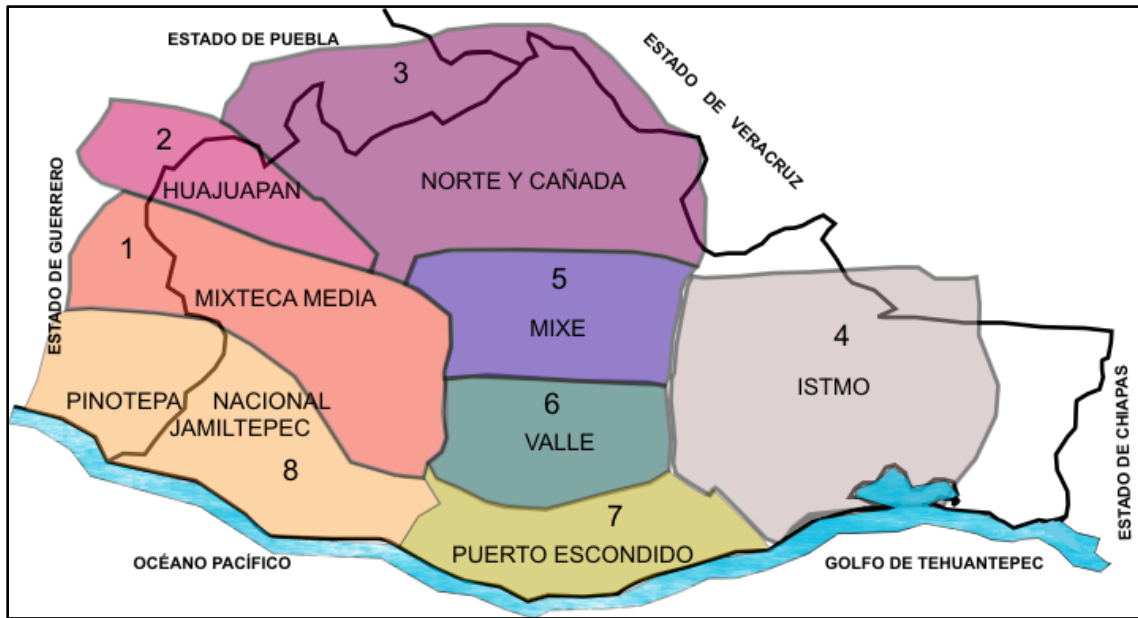 ESTADO DE PUEBLA
ESTADO DE VERACRUZ
3
2
NORTE Y CAÑADA
HUAJUAPAN
ESTADO DE GUERRERO
1
5
MIXTECA MEDIA
MIXE
4
ISTMO
PINOTEPA NACIONAL
JAMILTEPEC
6
VALLE
8
7
PUERTO ESCONDIDO
OCÉANO PACÍFICO
GOLFO DE TEHUANTEPEC
ESTADO DE CHIAPAS